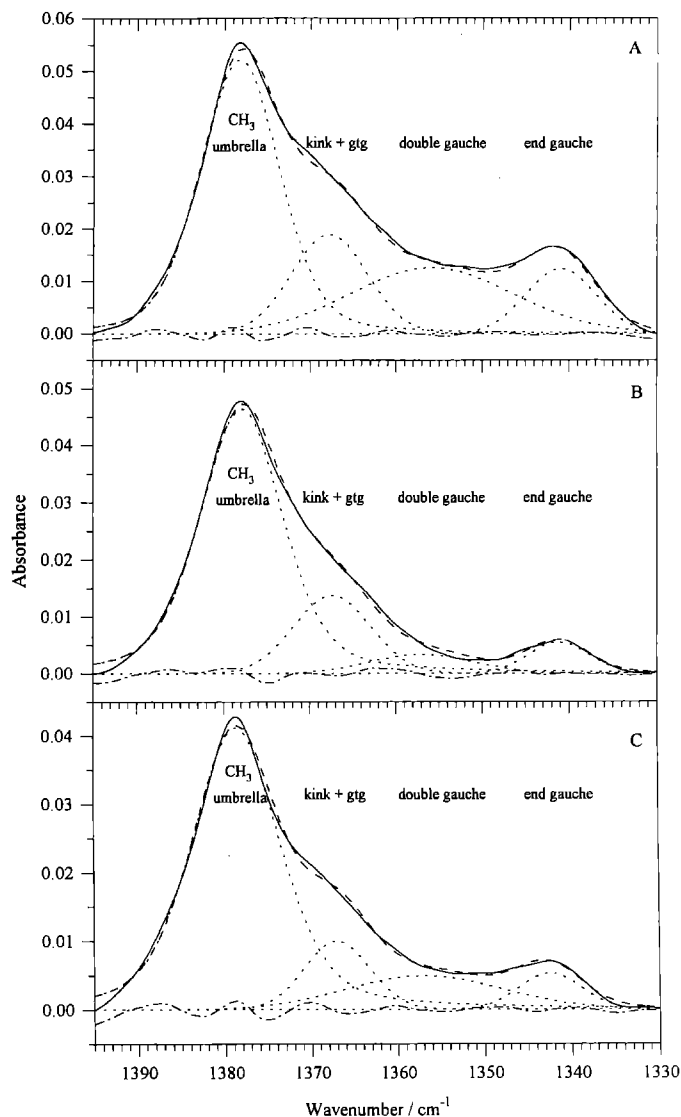 A
0.06
0.05
0.04
0.03
0.02
0.01
0.00
CH3
umbrella
kink + gtg
double gauche
end gauche
B
0.05
0.04
0.03
0.02
0.01
0.00
CH3
umbrella
kink + gtg
double gauche
end gauche
Absorbance
C
0.04
0.03
0.02
0.01
0.00
CH3
umbrella
kink + gtg
double gauche
end gauche
1390 1380 1370 1360 1350 1340 1330
Wavenumber / cm-1